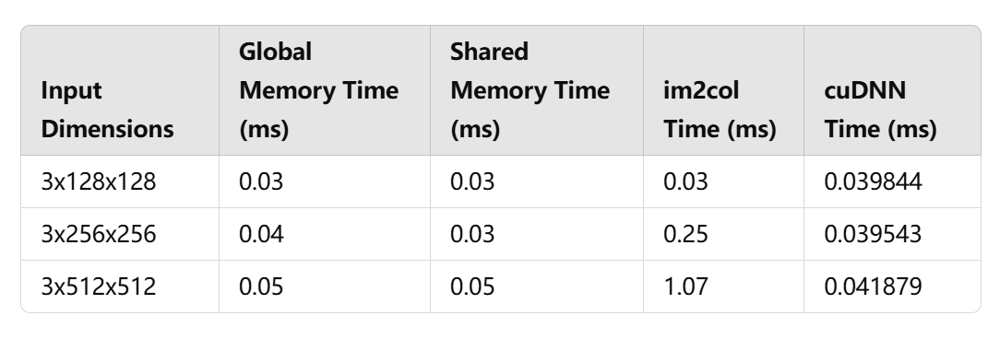 Input Dimensions | Global Memory Time (ms) | Shared Memory Time (ms) | im2col Time (ms) | cuDNN Time (ms)
3x128x128 | 0.03 | 0.03 | 0.03 | 0.039844
3x256x256 | 0.04 | 0.03 | 0.25 | 0.039543
3x512x512 | 0.05 | 0.05 | 1.07 | 0.041879